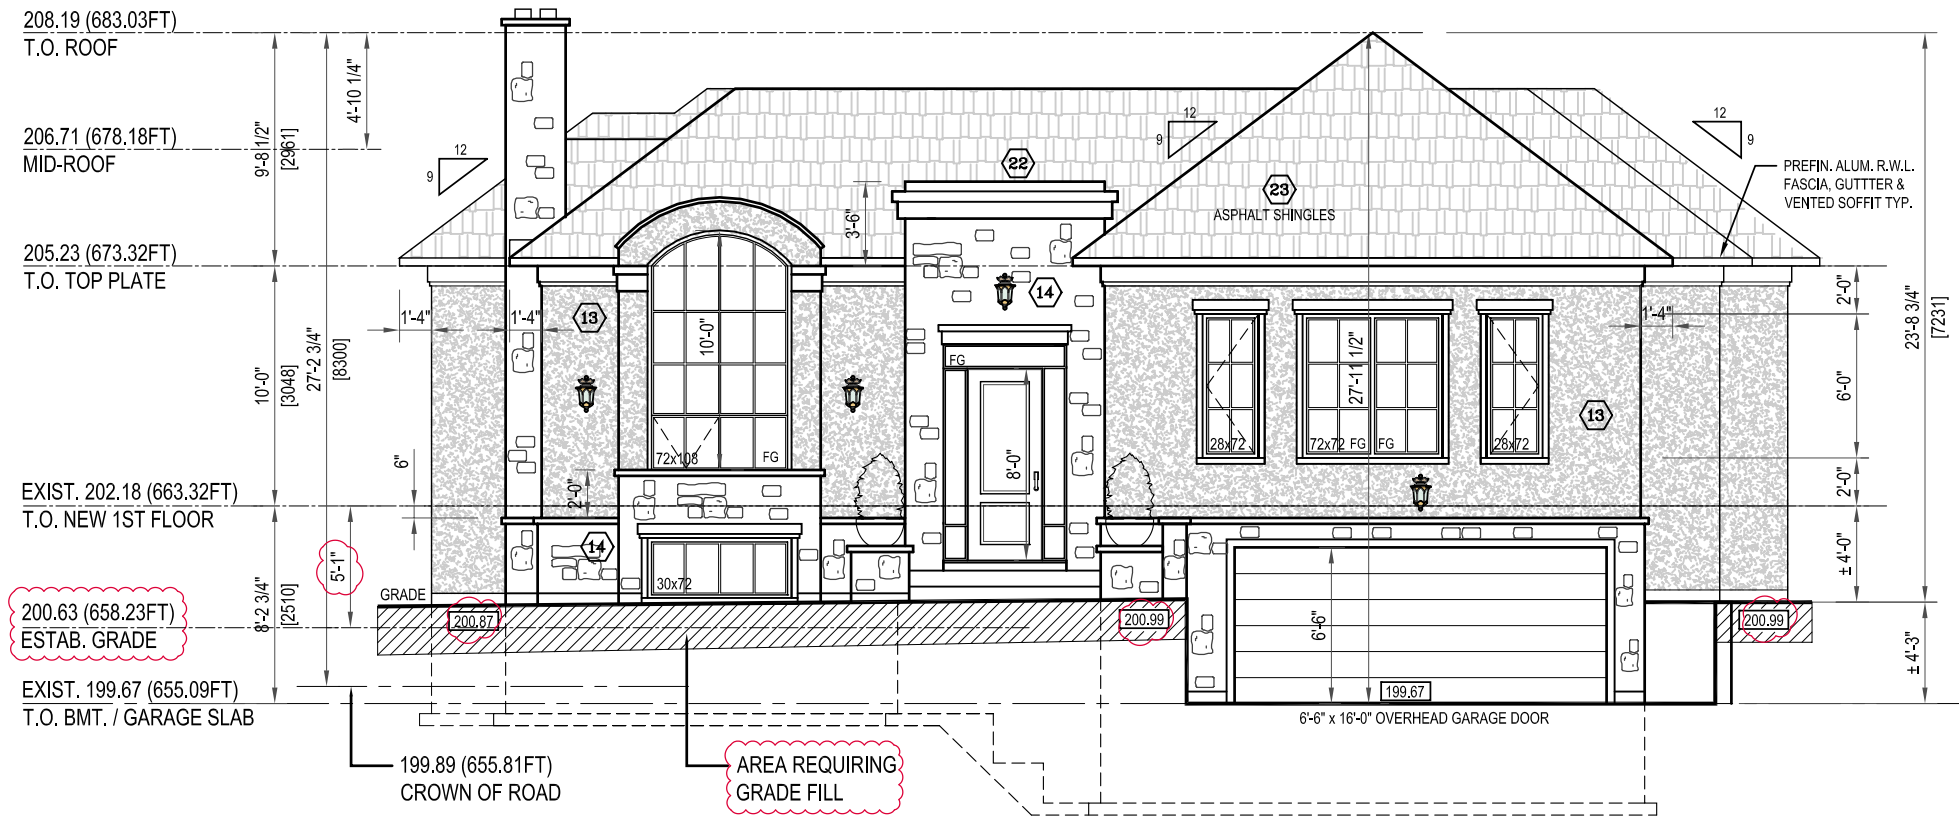 208.19 (683.03FT)
T.O. ROOF
206.71 (678.18FT)
MID-ROOF
205.23 (673.32FT)
T.O. TOP PLATE
EXIST. 202.18 (663.32FT)
T.O. NEW 1ST FLOOR
200.63 (658.23FT)
ESTAB. GRADE
EXIST. 199.67 (655.09FT)
T.O. BMT. / GARAGE SLAB
9'-8 1/2"
[2961]
10'-0"
[3048]
8'-2 3/4"
[2510]
27'-2 3/4"
[8300]
4'-10 1/4"
6"
5'-1"
1'-4"
1'-4"
12
9
GRADE
200.87
13
14
10'-0"
72x108
FG
2'-0"
30x72
3'-6"
22
14
FG
8'-0"
200.99
12
9
23
ASPHALT SHINGLES
27'-11 1/2"
28x72
72x72 FG
FG
28x72
13
1'-4"
12
9
PREFIN. ALUM. R.W.L.
FASCIA, GUTTTER &
VENTED SOFFIT TYP.
2'-0"
6'-0"
2'-0"
± 4'-0"
± 4'-3"
23'-8 3/4"
[7231]
200.99
6'-6"
199.67
6'-6" x 16'-0" OVERHEAD GARAGE DOOR
199.89 (655.81FT)
CROWN OF ROAD
AREA REQUIRING
GRADE FILL